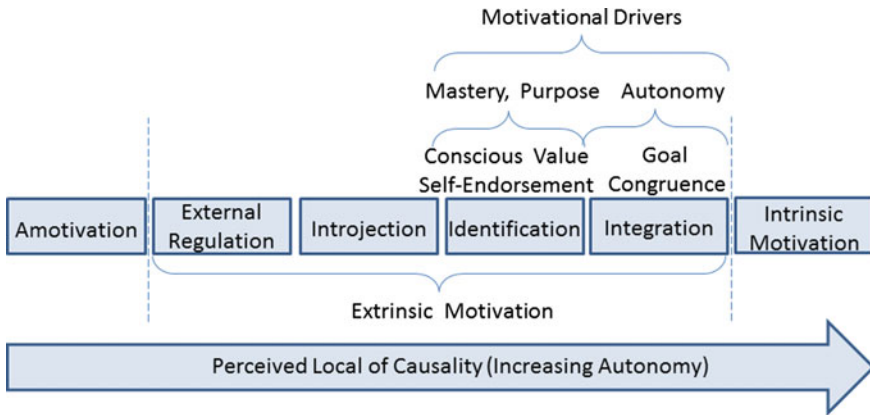 Motivational Drivers
Mastery, Purpose Autonomy
Conscious Value
Self-Endorsement
Goal
Congruence
Amotivation
External
Regulation
Introjection
Identification
Integration
Intrinsic
Motivation
Extrinsic Motivation
Perceived Local of Causality (Increasing Autonomy)